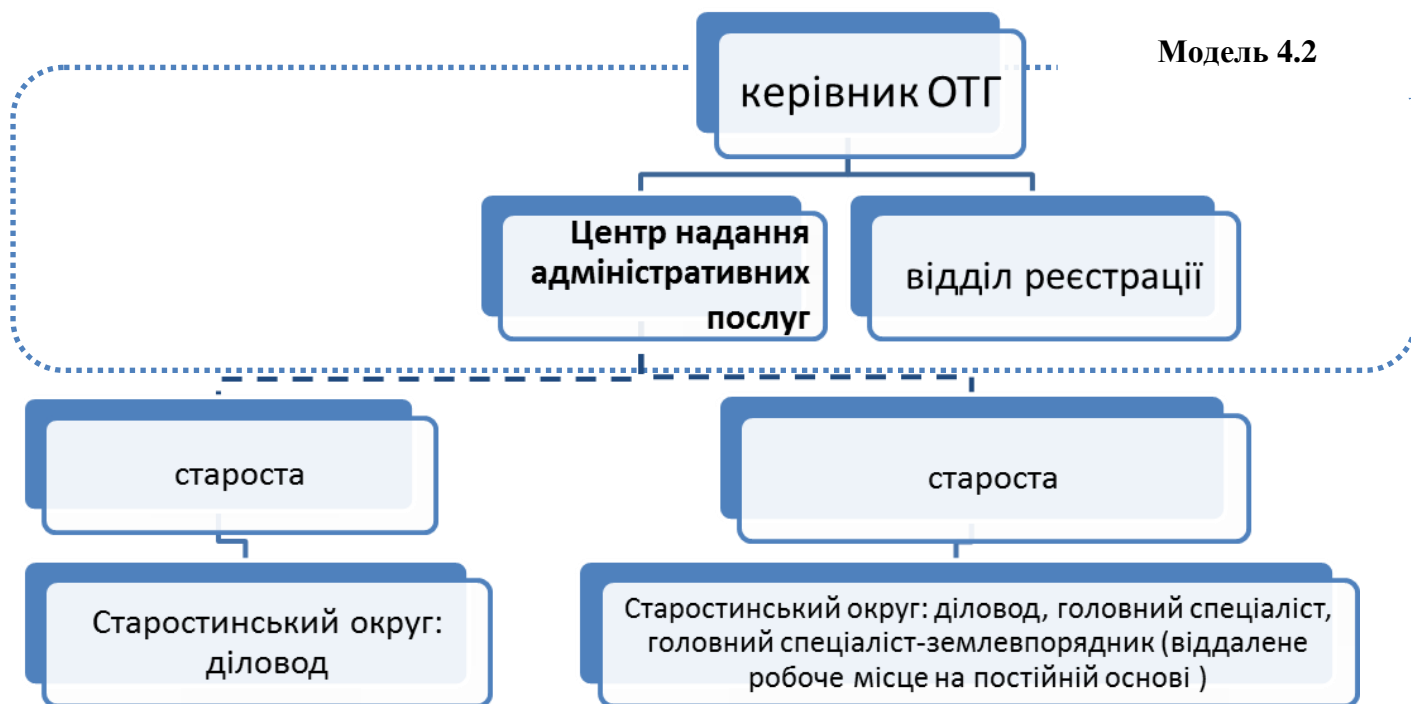 Модель 4.2
керівник ОТГ
Центр надання
адміністративних
послуг
відділ реєстрації
староста
староста
Старостинський округ:
діловод
Старостинський округ: діловод, головний спеціаліст,
головний спеціаліст-землевпорядник (віддалене
робоче місце на постійній основі )